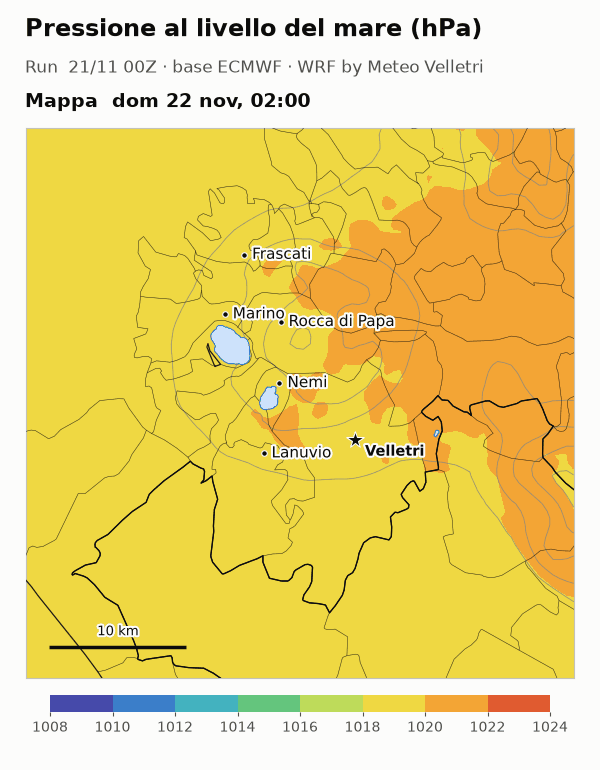 Pressione al livello del mare (hPa)
Run  21/11 00Z · base ECMWF · WRF by Meteo Velletri
Mappa  dom 22 nov, 02:00
Frascati
Marino
Rocca di Papa
Nemi
Velletri
Lanuvio
10 km
1008 1010 1012 1014 1016 1018 1020 1022 1024